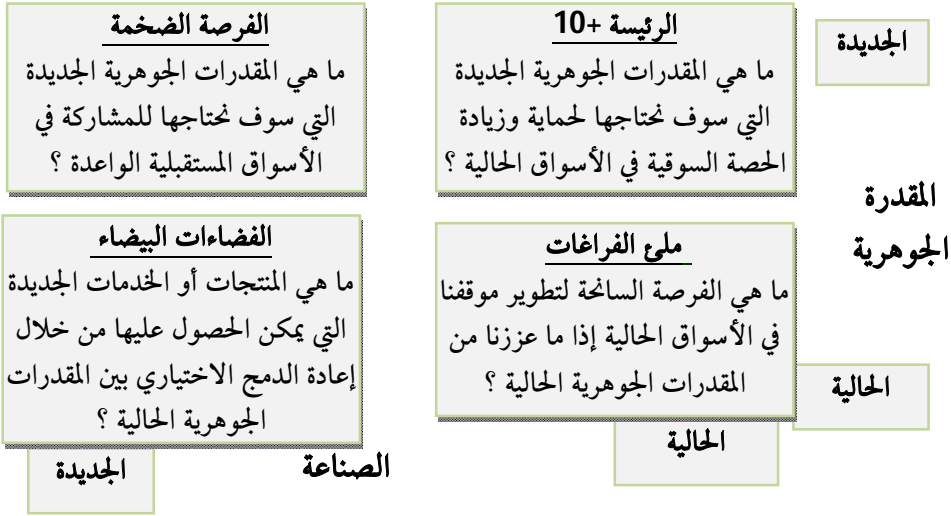 الجديدة
الرئيسة +10
ما هي المقدرات الجوهرية الجديدة
التي سوف نحتاجها لحماية وزيادة
الحصة السوقية في الأسواق الحالية ؟
الفرصة الضخمة
ما هي المقدرات الجوهرية الجديدة
التي سوف نحتاجها للمشاركة في
الأسواق المستقبلية الواعدة ؟
المقدرة
الجوهرية
ملئ الفراغات
ما هي الفرصة السانحة لتطوير موقفنا
في الأسواق الحالية إذا ما عززنا من
المقدرات الجوهرية الحالية ؟
الفضاءات البيضاء
ما هي المنتجات أو الخدمات الجديدة
التي يمكن الحصول عليها من خلال
إعادة الدمج الاختياري بين المقدرات
الجوهرية الحالية ؟
الحالية
الحالية
الصناعة
الجديدة